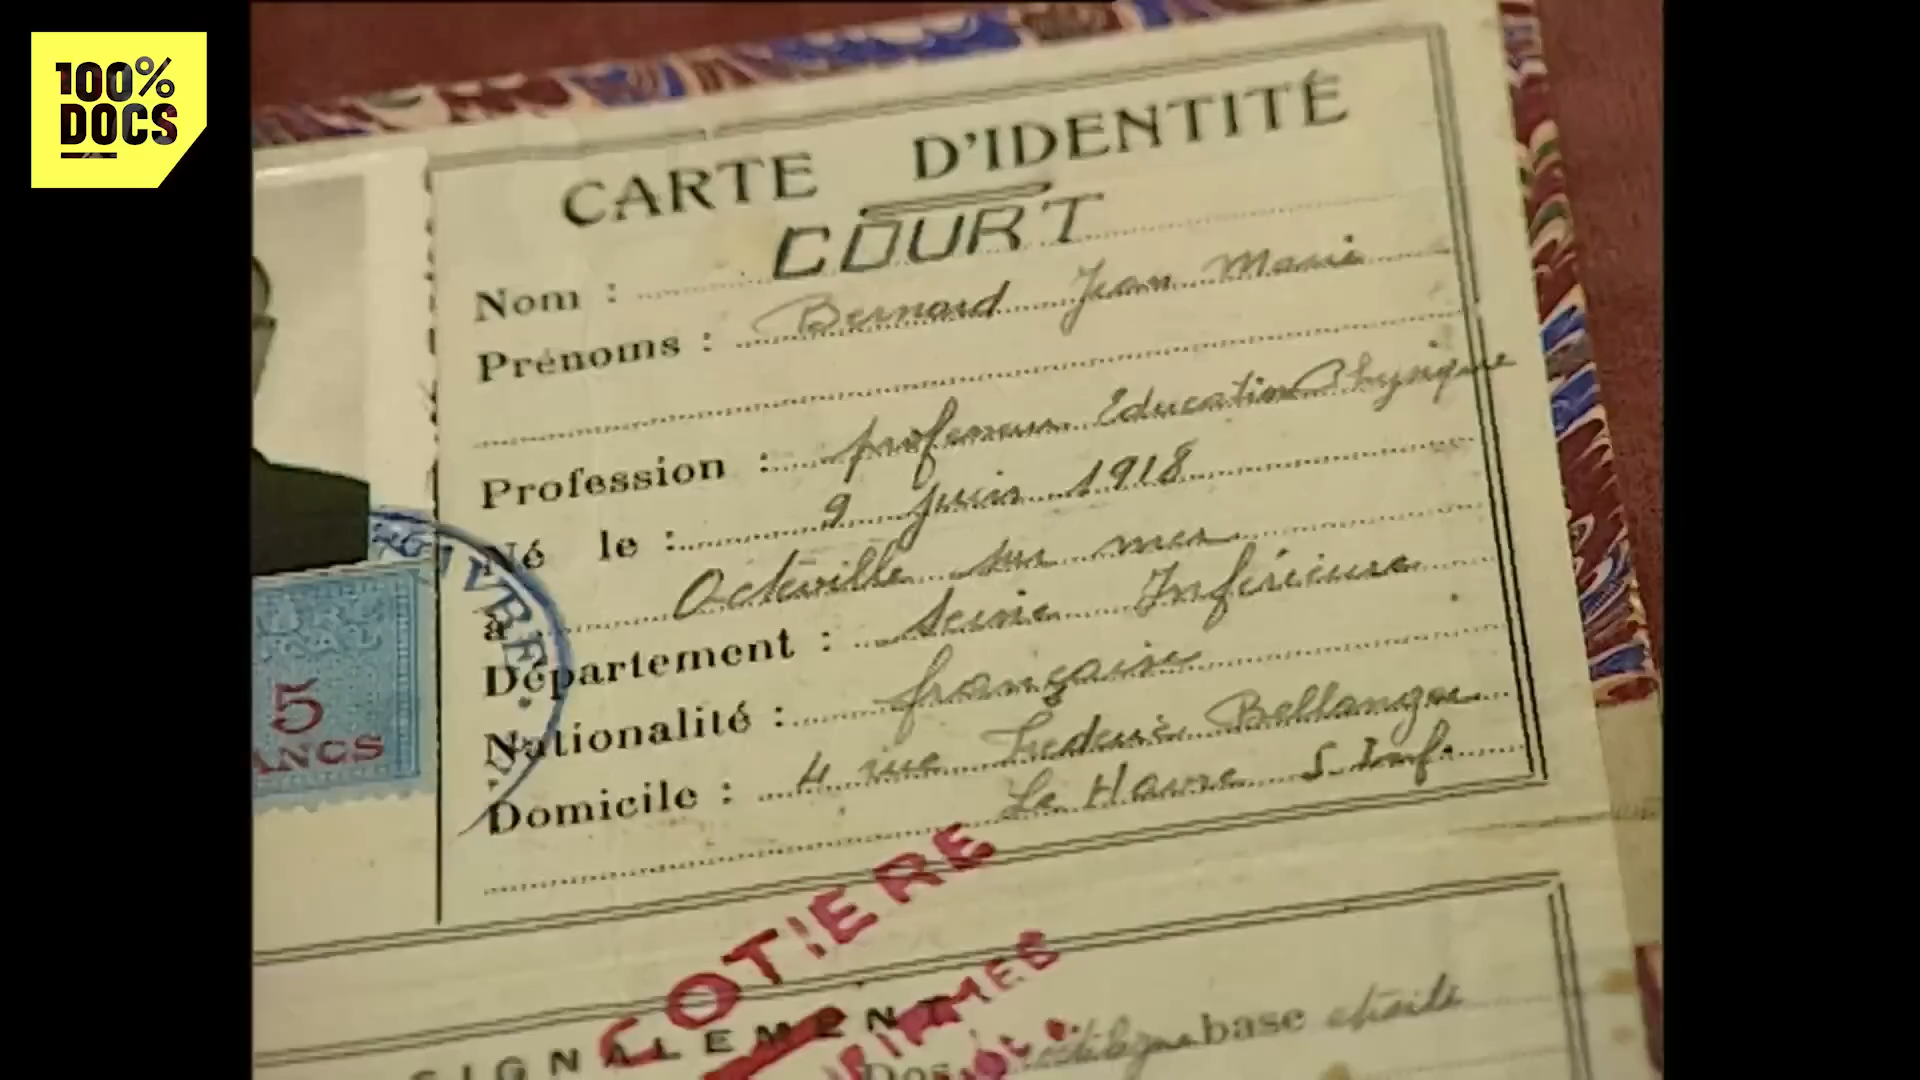 100%
DOCS
CARTE D'IDENTITÉ
Nom : COURT
Prénoms : Bernard Jean Marie
Profession : professeur Education Physique
Né le : 9 Juin 1918
à Octeville sur mer
Département : Seine Inférieure
Nationalité : française
Domicile : 4 rue Bellanger
Le Havre S. Inf.
5
ANCS
COTIERE
SIGNALEMENT
Dos base